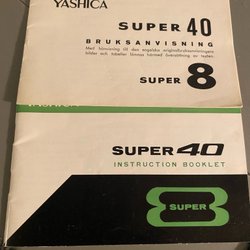 YASHICA
SUPER 40
BRUKSANVISNING
Med hänvisning till den engelska originalbruksanvisningens
bilder och tabeller lämnas härmed översättning av texten.
SUPER 8
YASHICA
SUPER 40
INSTRUCTION BOOKLET
SUPER